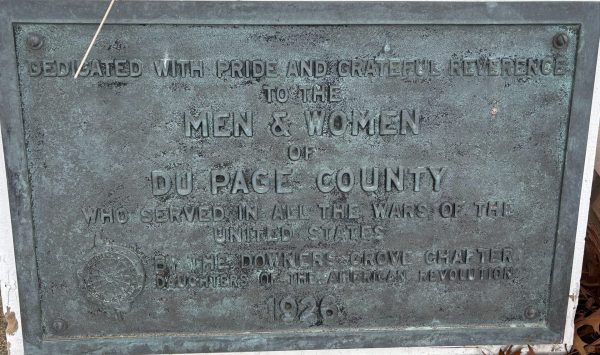 DEDICATED WITH PRIDE AND GRATEFUL REVERENCE
TO THE
MEN & WOMEN
OF
DU PAGE COUNTY
WHO SERVED IN ALL THE WARS OF THE
UNITED STATES
BY THE DOWNERS GROVE CHAPTER
DAUGHTERS OF THE AMERICAN REVOLUTION
1926